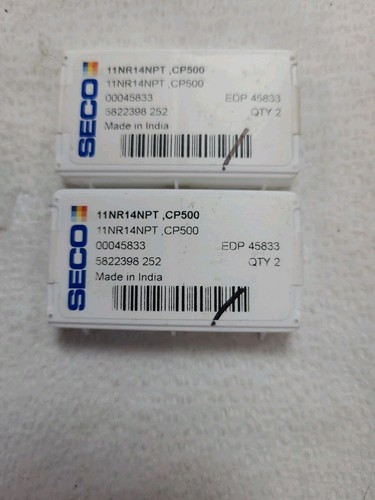 SECO
11NR14NPT ,CP500
11NR14NPT ,CP500
00045833 EDP 45833
5822398 252 QTY 2
Made in India
SECO
11NR14NPT ,CP500
11NR14NPT ,CP500
00045833 EDP 45833
5822398 252 QTY 2
Made in India